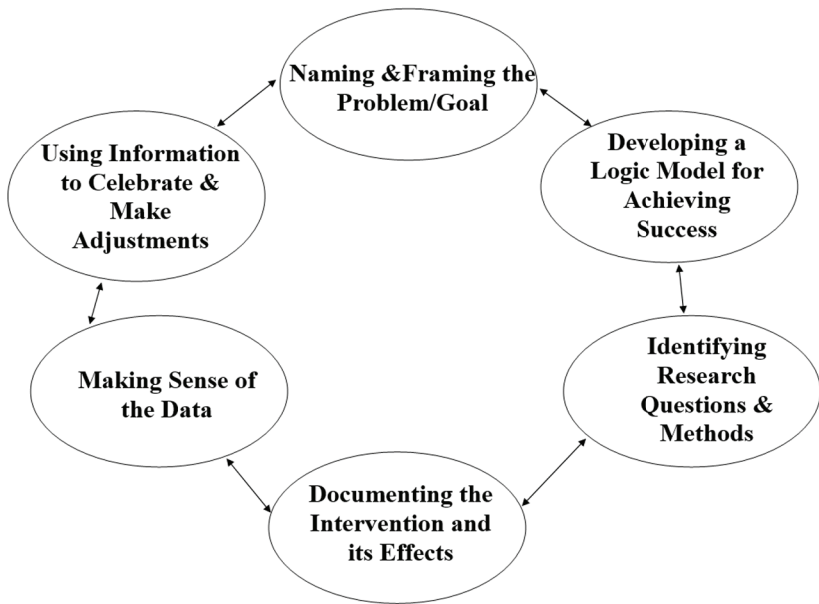 Naming &Framing the
Problem/Goal
Developing a
Logic Model for
Achieving
Success
Identifying
Research
Questions &
Methods
Documenting the
Intervention and
its Effects
Making Sense of
the Data
Using Information
to Celebrate &
Make
Adjustments